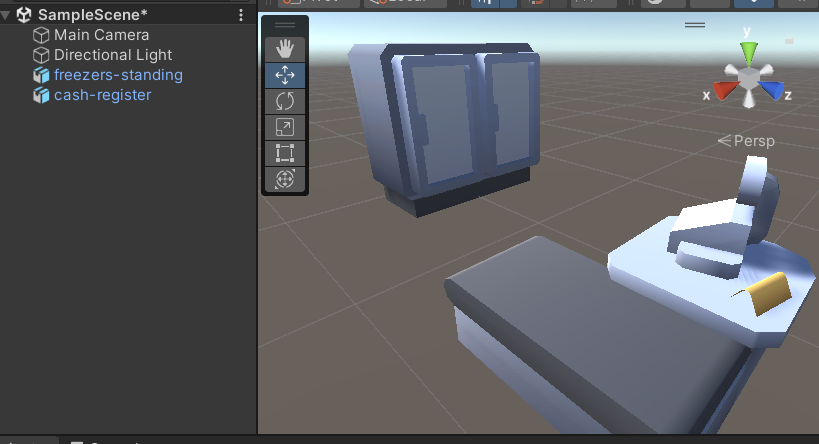 SampleScene*
Main Camera
Directional Light
freezers-standing
cash-register
y
x
z
Persp